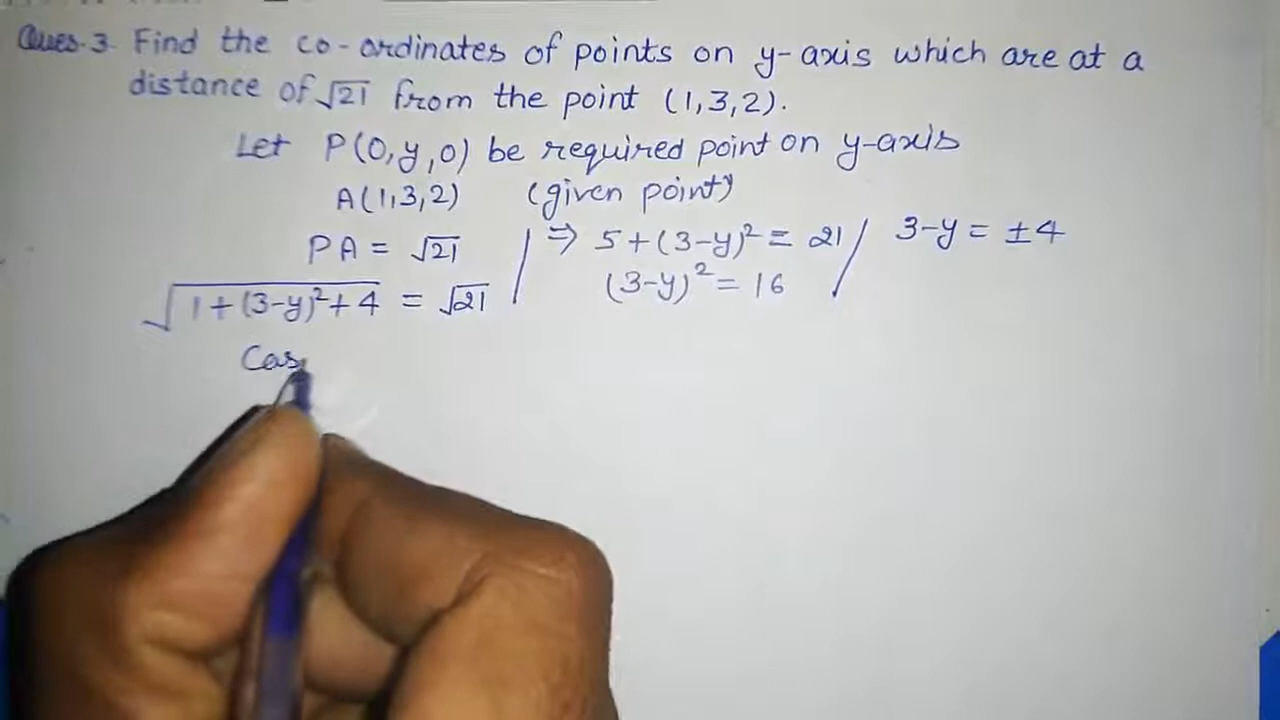 Ques.3 Find the co-ordinates of points on y-axis which are at a
distance of √21 from the point (1,3,2).
Let P(0,y,0) be required point on y-axis
A(1,3,2) (given point)
PA = √21
√(1+(3-y)²+4) = √21
⇒ 5+(3-y)² = 21
(3-y)² = 16
3-y = ±4
Cas